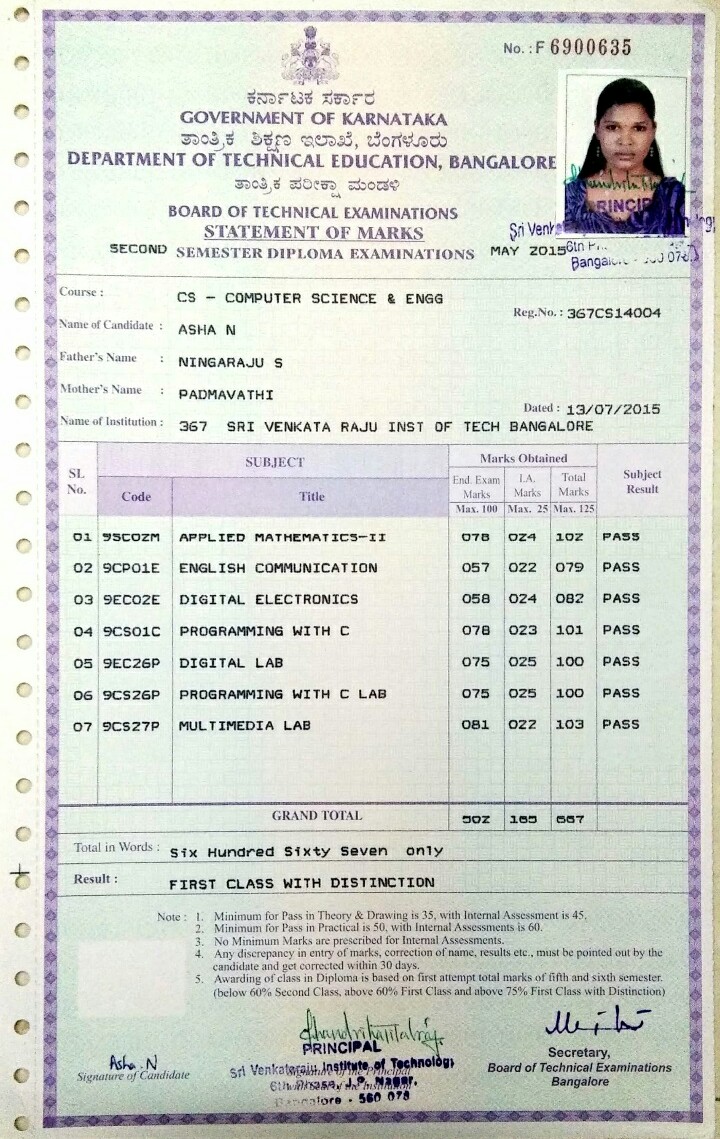 No. : F 6900635
ಕರ್ನಾಟಕ ಸರ್ಕಾರ
GOVERNMENT OF KARNATAKA
ತಾಂತ್ರಿಕ ಶಿಕ್ಷಣ ಇಲಾಖೆ, ಬೆಂಗಳೂರು
DEPARTMENT OF TECHNICAL EDUCATION, BANGALORE
ತಾಂತ್ರಿಕ ಪರೀಕ್ಷಾ ಮಂಡಳಿ
BOARD OF TECHNICAL EXAMINATIONS
STATEMENT OF MARKS
SECOND SEMESTER DIPLOMA EXAMINATIONS MAY 2015
Course : CS - COMPUTER SCIENCE & ENGG
Reg.No. : 367CS14004
Name of Candidate : ASHA N
Father's Name : NINGARAJU S
Mother's Name : PADMAVATHI
Dated : 13/07/2015
Name of Institution : 367 SRI VENKATA RAJU INST OF TECH BANGALORE
SL No. SUBJECT Marks Obtained Subject Result
Code Title End. Exam Marks I.A. Marks Total Marks
Max. 100 Max. 25 Max. 125
01 9SC02M APPLIED MATHEMATICS-II 078 024 102 PASS
02 9CP01E ENGLISH COMMUNICATION 057 022 079 PASS
03 9EC02E DIGITAL ELECTRONICS 058 024 082 PASS
04 9CS01C PROGRAMMING WITH C 078 023 101 PASS
05 9EC26P DIGITAL LAB 075 025 100 PASS
06 9CS26P PROGRAMMING WITH C LAB 075 025 100 PASS
07 9CS27P MULTIMEDIA LAB 081 022 103 PASS
GRAND TOTAL 502 165 667
Total in Words : Six Hundred Sixty Seven only
Result : FIRST CLASS WITH DISTINCTION
Note : 1. Minimum for Pass in Theory & Drawing is 35, with Internal Assessment is 45.
2. Minimum for Pass in Practical is 50, with Internal Assessments is 60.
3. No Minimum Marks are prescribed for Internal Assessments.
4. Any discrepancy in entry of marks, correction of name, results etc., must be pointed out by the
candidate and get corrected within 30 days.
5. Awarding of class in Diploma is based on first attempt total marks of fifth and sixth semester.
(below 60% Second Class, above 60% First Class and above 75% First Class with Distinction)
Asha. N
Signature of Candidate
PRINCIPAL
Sri Venkataraju Institute of Technology
Signature of the Principal
6th Phase, J.P. Nagar,
with seal of the Institution
Bangalore - 560 078
Secretary,
Board of Technical Examinations
Bangalore